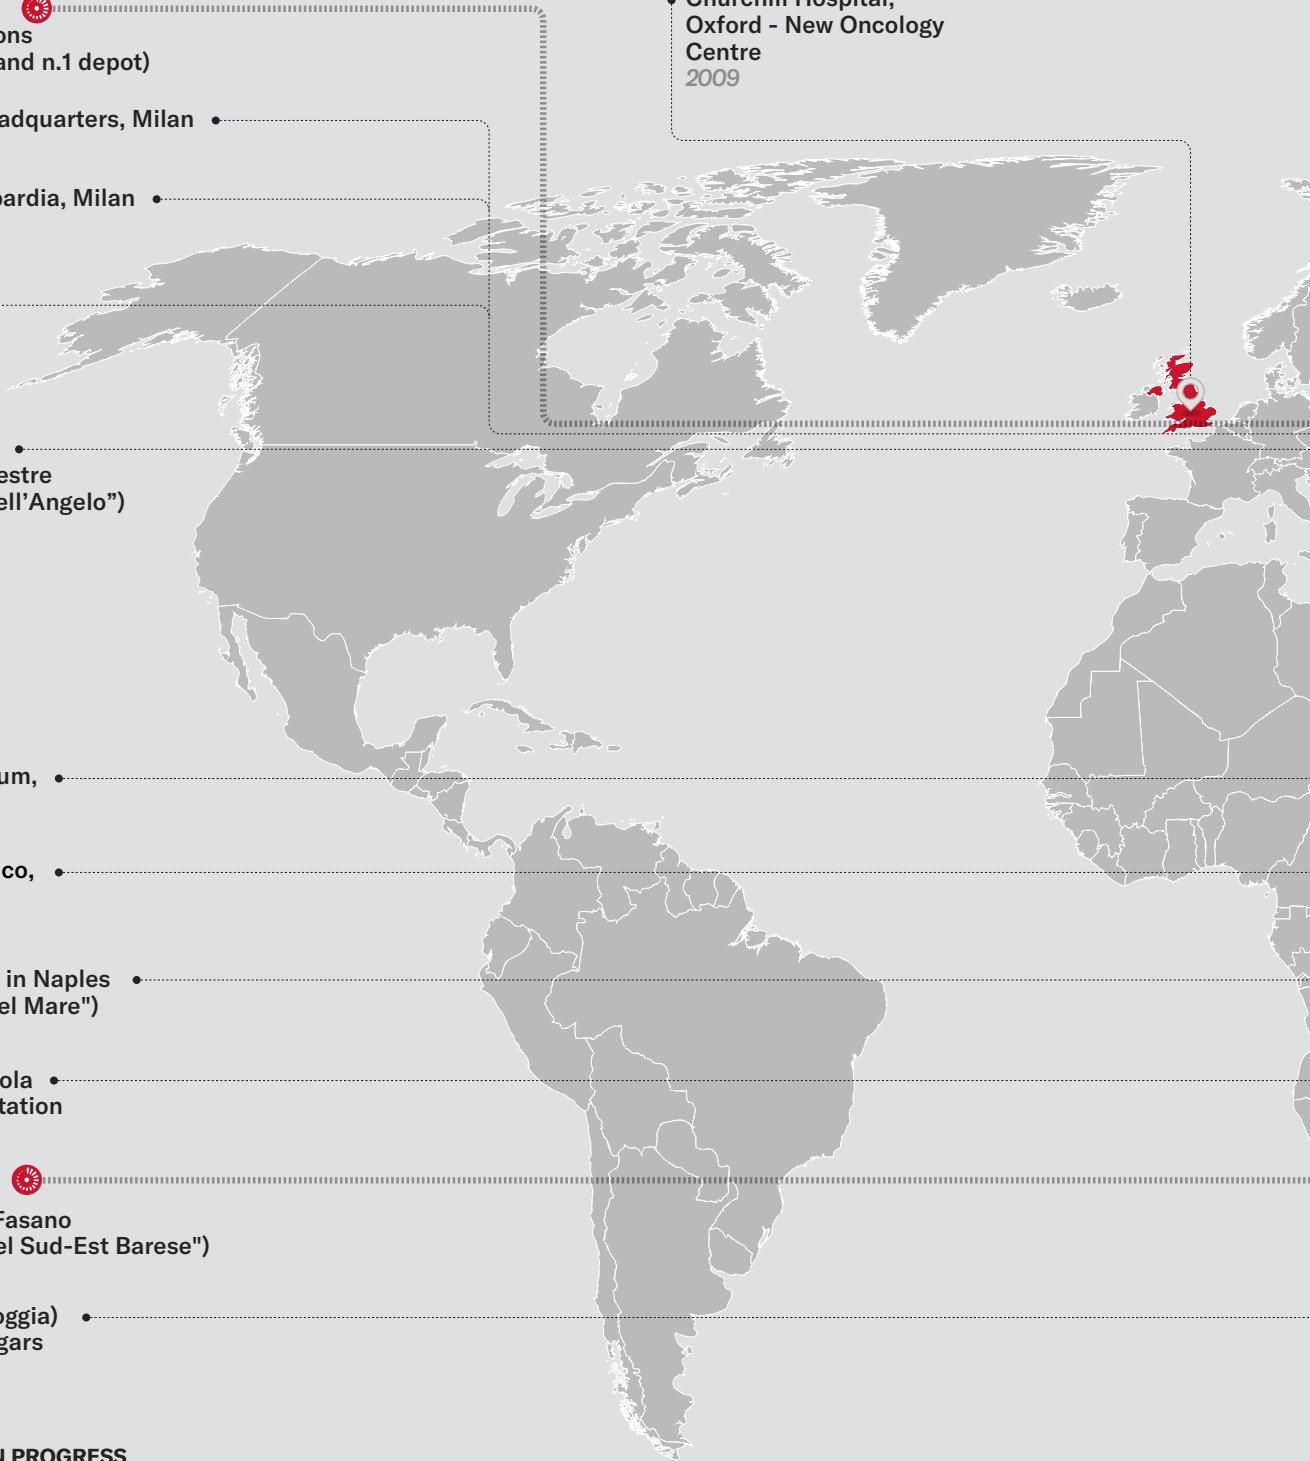 Churchill Hospital,
Oxford - New Oncology
Centre
2009
ons
and n.1 depot)
adquarters, Milan
ardia, Milan
estre
ell’Angelo”)
um,
co,
in Naples
el Mare")
ola
tation
Fasano
el Sud-Est Barese")
oggia)
gars
PROGRESS